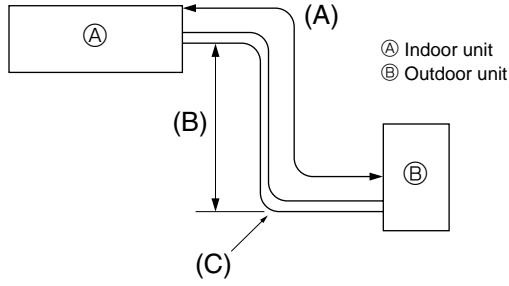 (A)
Ⓐ
Ⓐ Indoor unit
Ⓑ Outdoor unit
(B)
Ⓑ
(C)